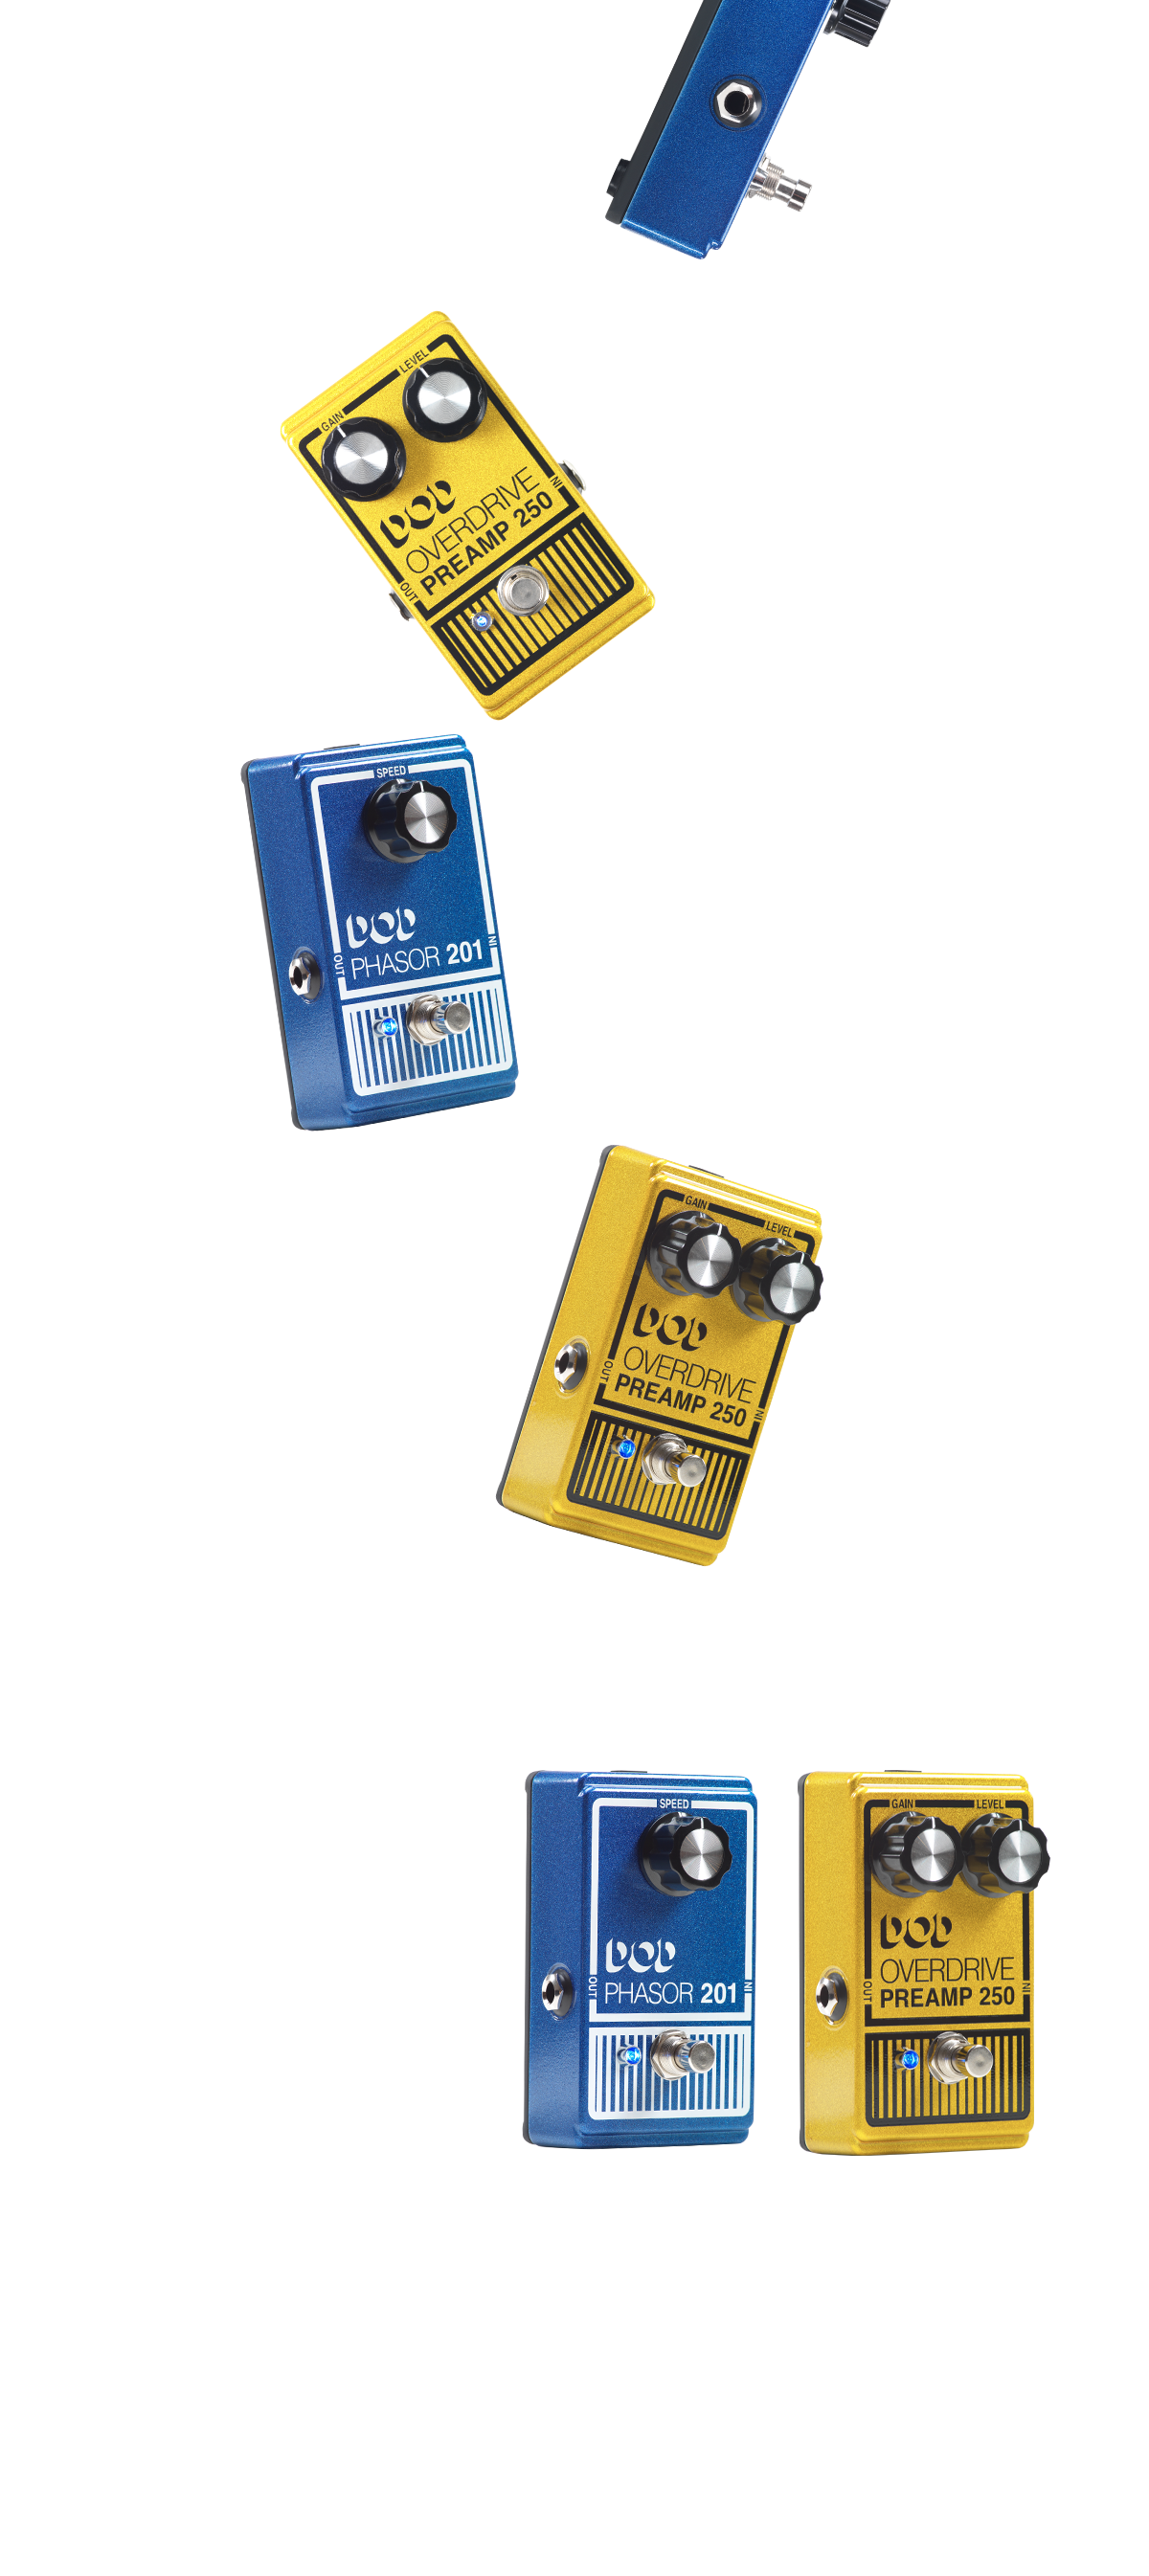 LEVEL
GAIN
DOD
OVERDRIVE
PREAMP 250
IN
OUT
SPEED
DOD
PHASOR 201
OUT
IN
GAIN
LEVEL
DOD
OVERDRIVE
PREAMP 250
OUT
IN
SPEED
DOD
PHASOR 201
OUT
IN
GAIN
LEVEL
DOD
OVERDRIVE
PREAMP 250
OUT
IN